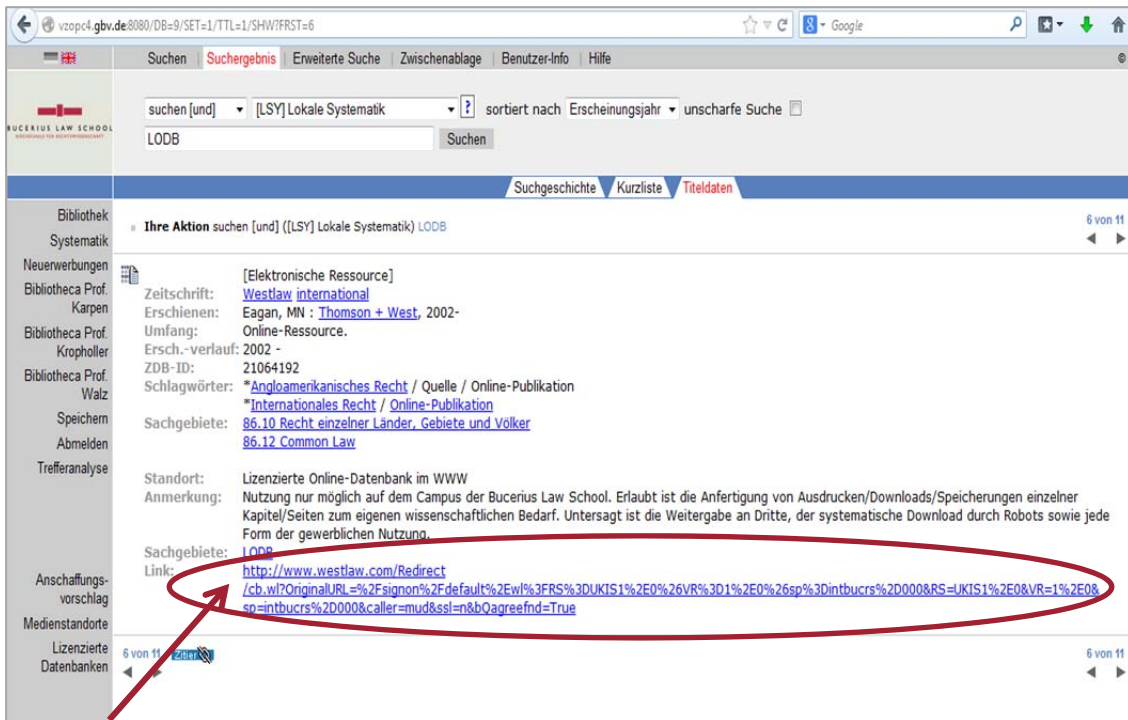 vzopc4.gbv.de:8080/DB=9/SET=1/TTL=1/SHW?FRST=6
Google
Suchen | Suchergebnis | Erweiterte Suche | Zwischenablage | Benutzer-Info | Hilfe ©
BUCERIUS LAW SCHOOL
HOCHSCHULE FÜR RECHTSWISSENSCHAFT
suchen [und] [LSY] Lokale Systematik ? sortiert nach Erscheinungsjahr unscharfe Suche
LODB Suchen
Suchgeschichte Kurzliste Titeldaten
Bibliothek
Systematik
Neuerwerbungen
Bibliotheca Prof.
Karpen
Bibliotheca Prof.
Kropholler
Bibliotheca Prof.
Walz
Speichern
Abmelden
Trefferanalyse
Anschaffungs-
vorschlag
Medienstandorte
Lizenzierte
Datenbanken
Ihre Aktion suchen [und] ([LSY] Lokale Systematik) LODB
6 von 11
[Elektronische Ressource]
Zeitschrift: Westlaw international
Erschienen: Eagan, MN : Thomson + West, 2002-
Umfang: Online-Ressource.
Ersch.-verlauf: 2002 -
ZDB-ID: 21064192
Schlagwörter: *Angloamerikanisches Recht / Quelle / Online-Publikation
*Internationales Recht / Online-Publikation
Sachgebiete: 86.10 Recht einzelner Länder, Gebiete und Völker
86.12 Common Law
Standort: Lizenzierte Online-Datenbank im WWW
Anmerkung: Nutzung nur möglich auf dem Campus der Bucerius Law School. Erlaubt ist die Anfertigung von Ausdrucken/Downloads/Speicherungen einzelner
Kapitel/Seiten zum eigenen wissenschaftlichen Bedarf. Untersagt ist die Weitergabe an Dritte, der systematische Download durch Robots sowie jede
Form der gewerblichen Nutzung.
Sachgebiete: LODB
Link: http://www.westlaw.com/Redirect
/cb.wl?OriginalURL=%2Fsignon%2Fdefault%2Ewl%3FRS%3DUKIS1%2E0%26VR%3D1%2E0%26sp%3Dintbucrs%2D000&RS=UKIS1%2E0&VR=1%2E0&
sp=intbucrs%2D000&caller=mud&ssl=n&bQagreefnd=True
6 von 11 Zitier
6 von 11